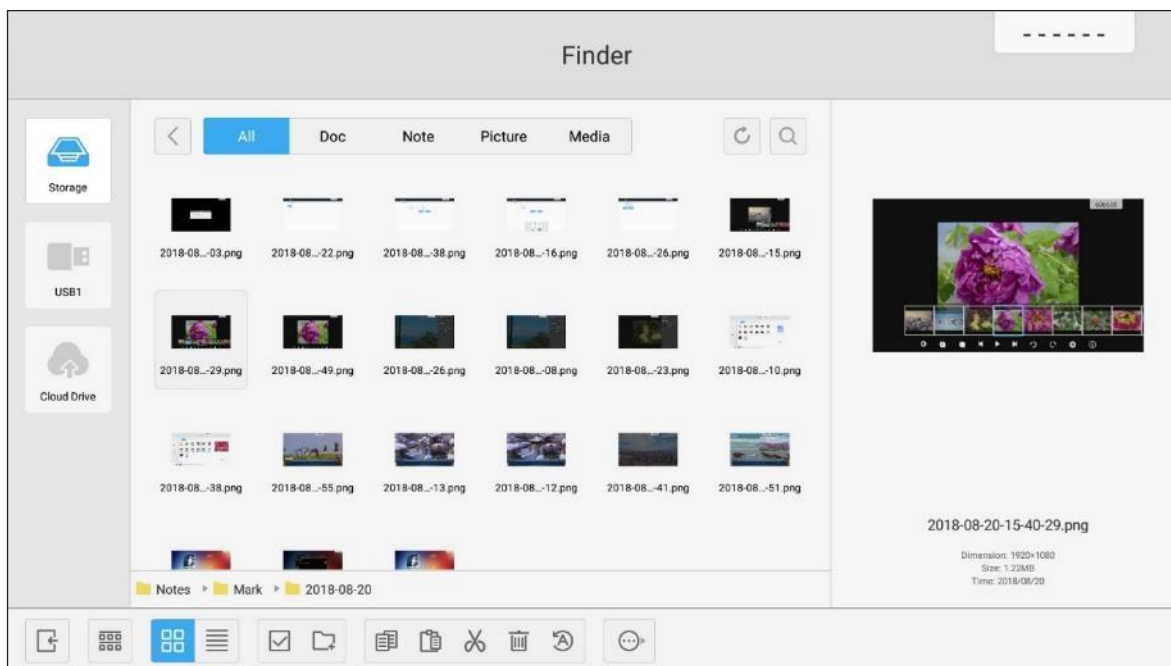 ------
Finder
Storage
USB1
Cloud Drive
All Doc Note Picture Media
2018-08...-03.png 2018-08...-22.png 2018-08...-38.png 2018-08...-16.png 2018-08...-26.png 2018-08...-15.png
2018-08...-29.png 2018-08...-49.png 2018-08...-26.png 2018-08...-08.png 2018-08...-23.png 2018-08...-10.png
2018-08...-38.png 2018-08...-55.png 2018-08...-13.png 2018-08...-12.png 2018-08...-41.png 2018-08...-51.png
Notes Mark 2018-08-20
2018-08-20-15-40-29.png
Dimension: 1920×1080
Size: 1.22MB
Time: 2018/08/20